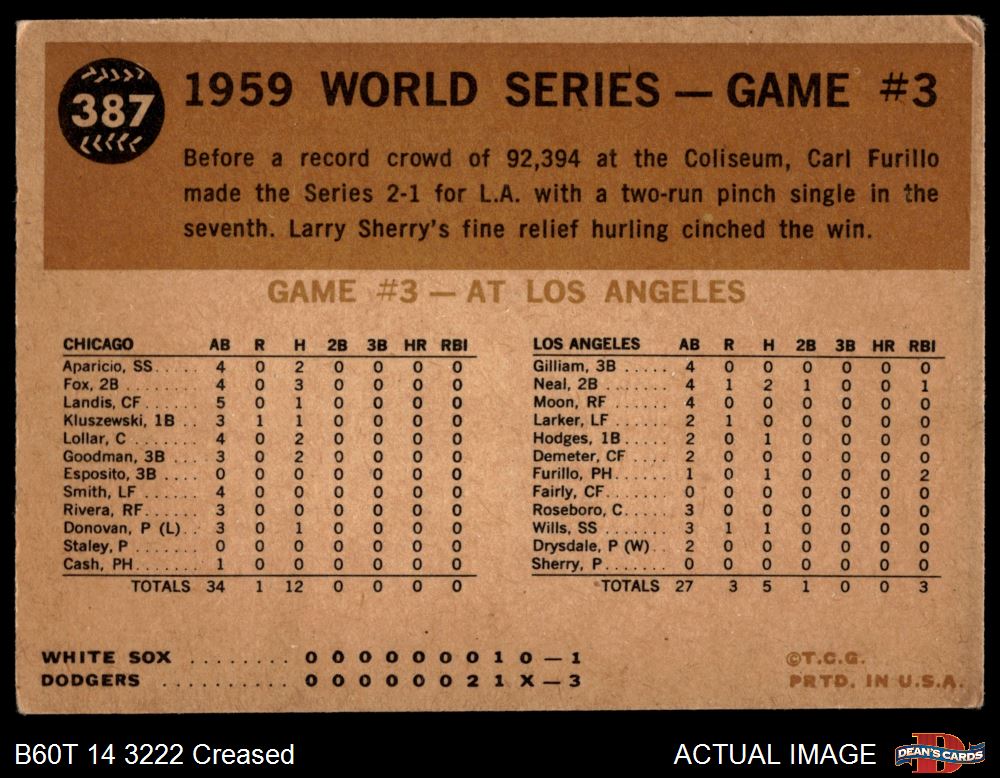 387
1959 WORLD SERIES — GAME #3
Before a record crowd of 92,394 at the Coliseum, Carl Furillo
made the Series 2-1 for L.A. with a two-run pinch single in the
seventh. Larry Sherry's fine relief hurling cinched the win.
GAME #3 — AT LOS ANGELES
CHICAGO AB R H 2B 3B HR RBI
Aparicio, SS..... 4 0 2 0 0 0 0
Fox, 2B ........ 4 0 3 0 0 0 0
Landis, CF...... 5 0 1 0 0 0 0
Kluszewski, 1B .. 3 1 1 0 0 0 0
Lollar, C ....... 4 0 2 0 0 0 0
Goodman, 3B .... 3 0 2 0 0 0 0
Esposito, 3B .... 0 0 0 0 0 0 0
Smith, LF ....... 4 0 0 0 0 0 0
Rivera, RF....... 3 0 0 0 0 0 0
Donovan, P (L).. 3 0 1 0 0 0 0
Staley, P ....... 0 0 0 0 0 0 0
Cash, PH........ 1 0 0 0 0 0 0
TOTALS 34 1 12 0 0 0 0
LOS ANGELES AB R H 2B 3B HR RBI
Gilliam, 3B ..... 4 0 0 0 0 0 0
Neal, 2B ....... 4 1 2 1 0 0 1
Moon, RF ...... 4 0 0 0 0 0 0
Larker, LF ...... 2 1 0 0 0 0 0
Hodges, 1B ..... 2 0 1 0 0 0 0
Demeter, CF .... 2 0 0 0 0 0 0
Furillo, PH...... 1 0 1 0 0 0 2
Fairly, CF....... 0 0 0 0 0 0 0
Roseboro, C..... 3 0 0 0 0 0 0
Wills, SS ....... 3 1 1 0 0 0 0
Drysdale, P (W).. 2 0 0 0 0 0 0
Sherry, P....... 0 0 0 0 0 0 0
TOTALS 27 3 5 1 0 0 3
WHITE SOX ........ 0 0 0 0 0 0 0 1 0 — 1
DODGERS .......... 0 0 0 0 0 0 2 1 X — 3
©T.C.G.
PRTD. IN U.S.A.
B60T 14 3222 Creased
ACTUAL IMAGE
DEAN'S CARDS